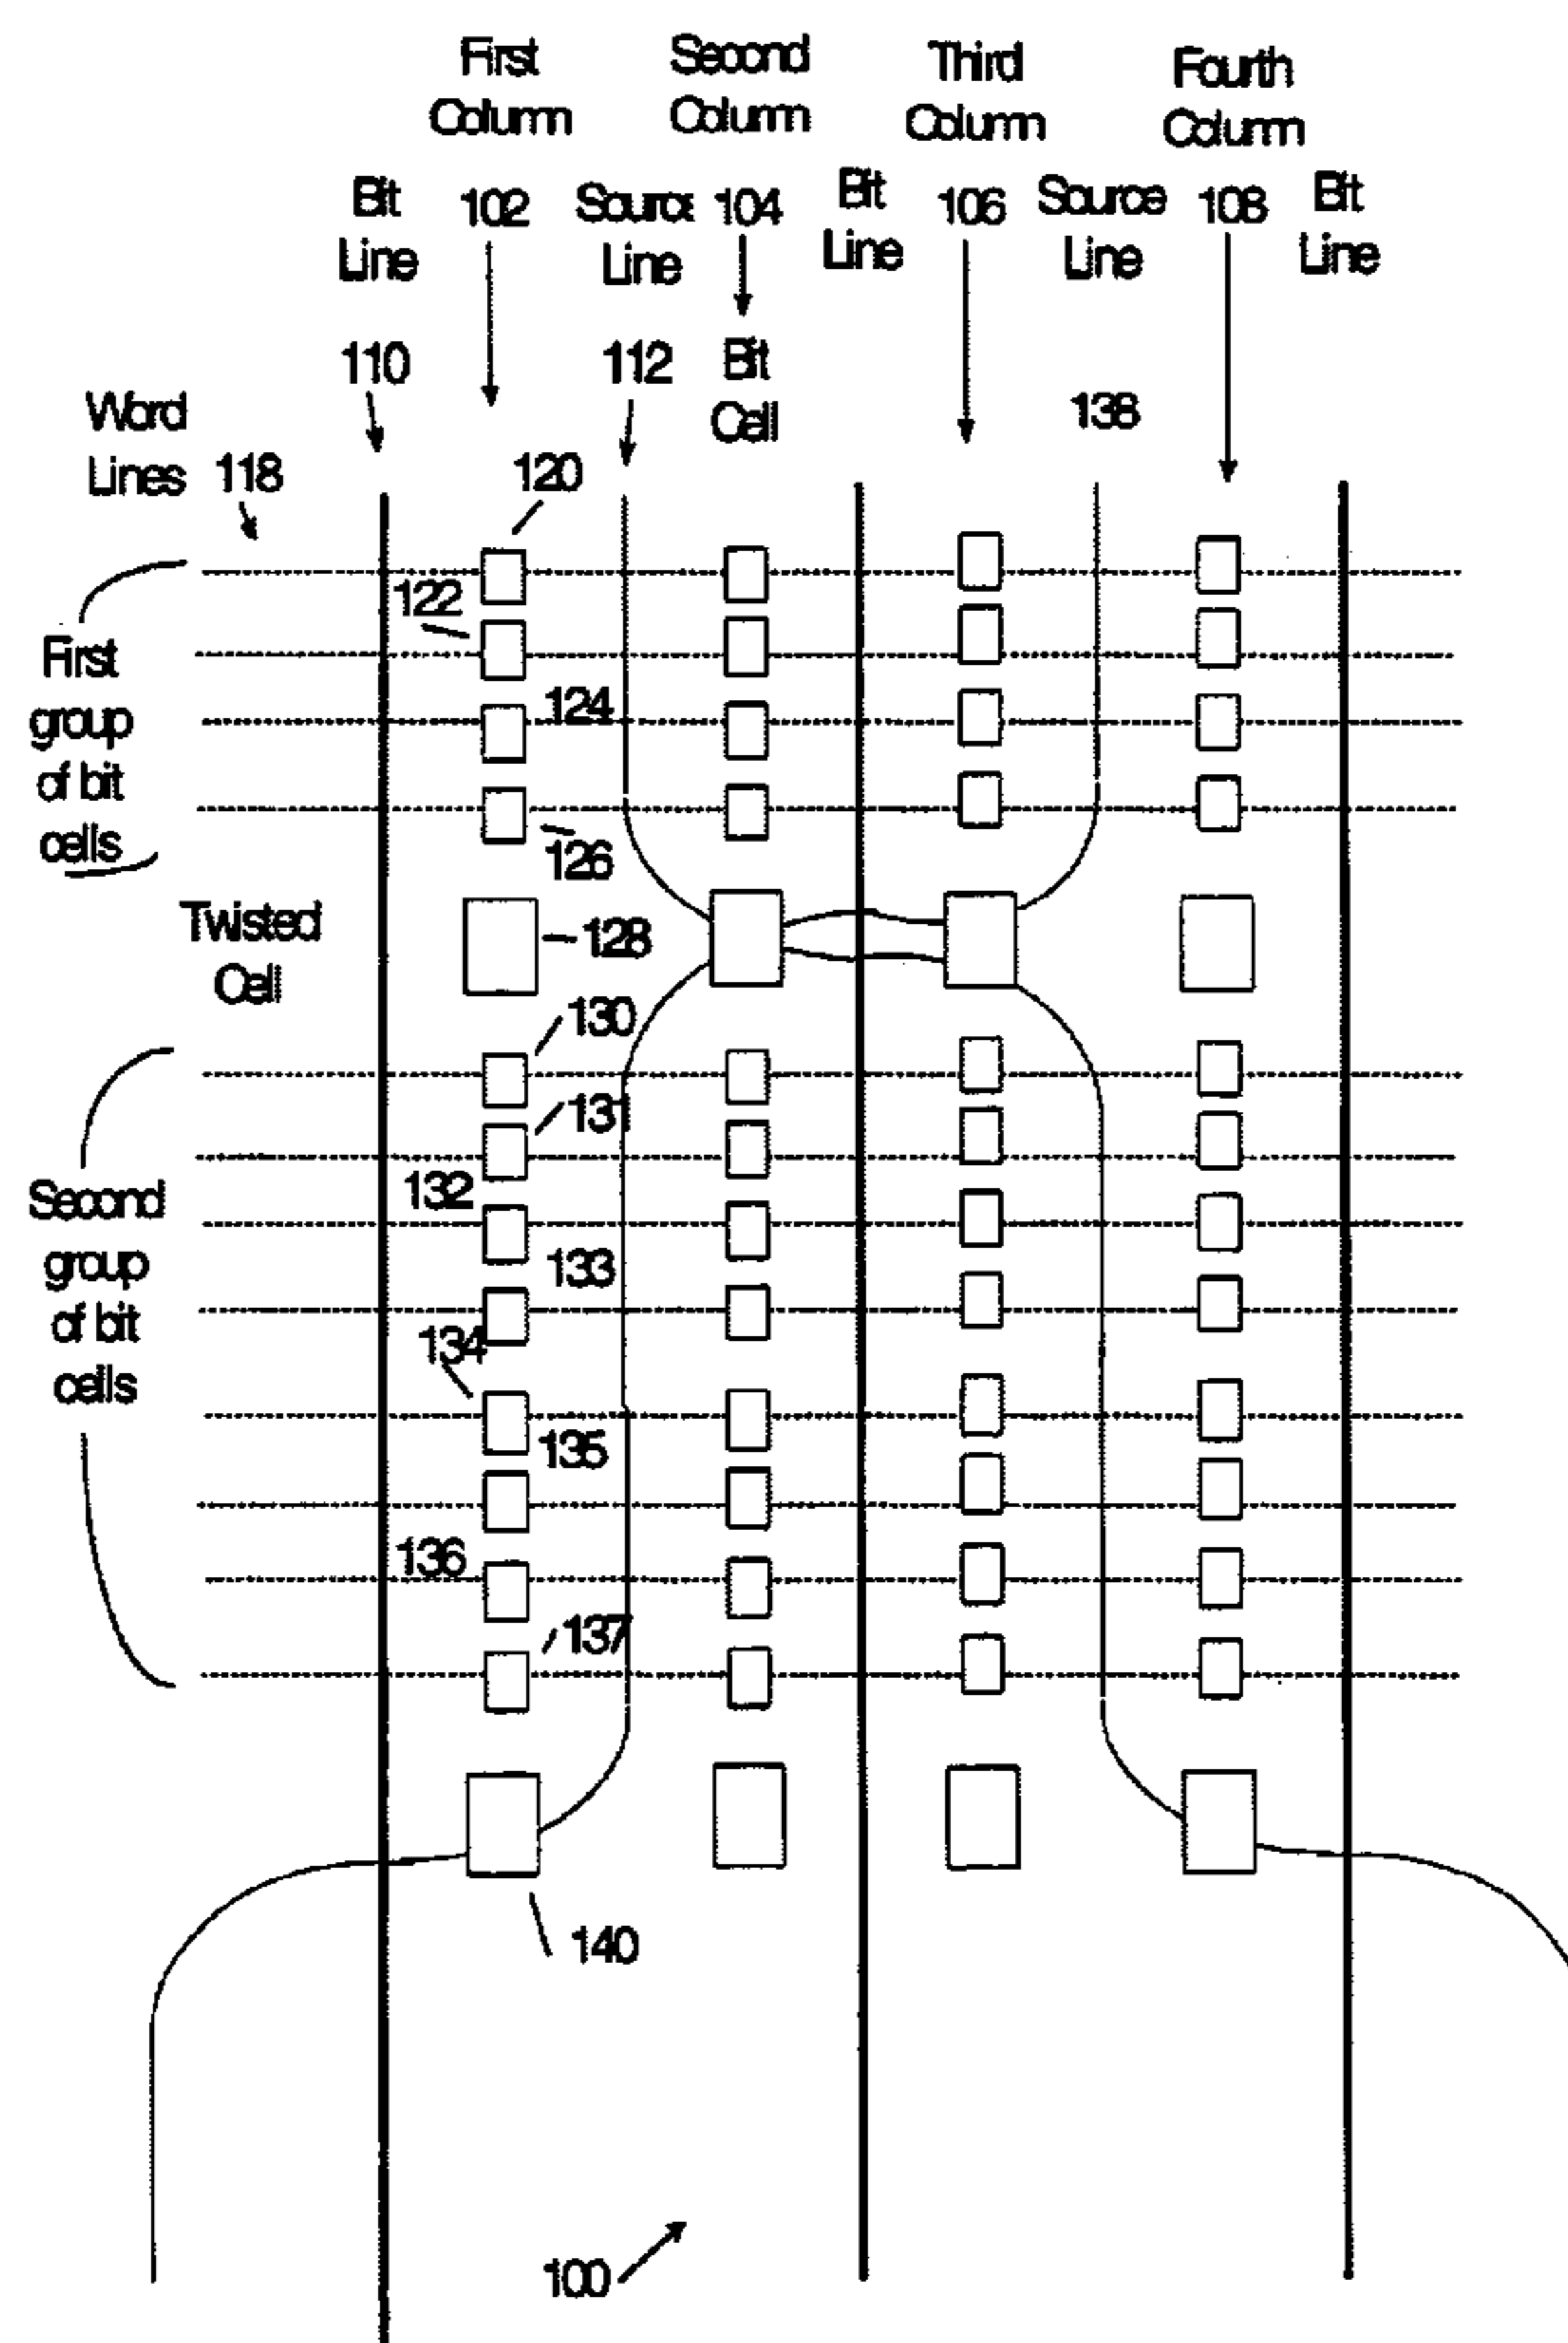 First
Column
Second
Column
Third
Column
Fourth
Column
Bit
Line
102
Source
Line
104
Bit
Line
106
Source
Line
108
Bit
Line
110
112
Bit
Cell
138
Word
Lines 118
120
122
First
group
of bit
cells
124
126
Twisted
Cell
128
130
131
132
Second
group
of bit
cells
133
134
135
136
137
140
100